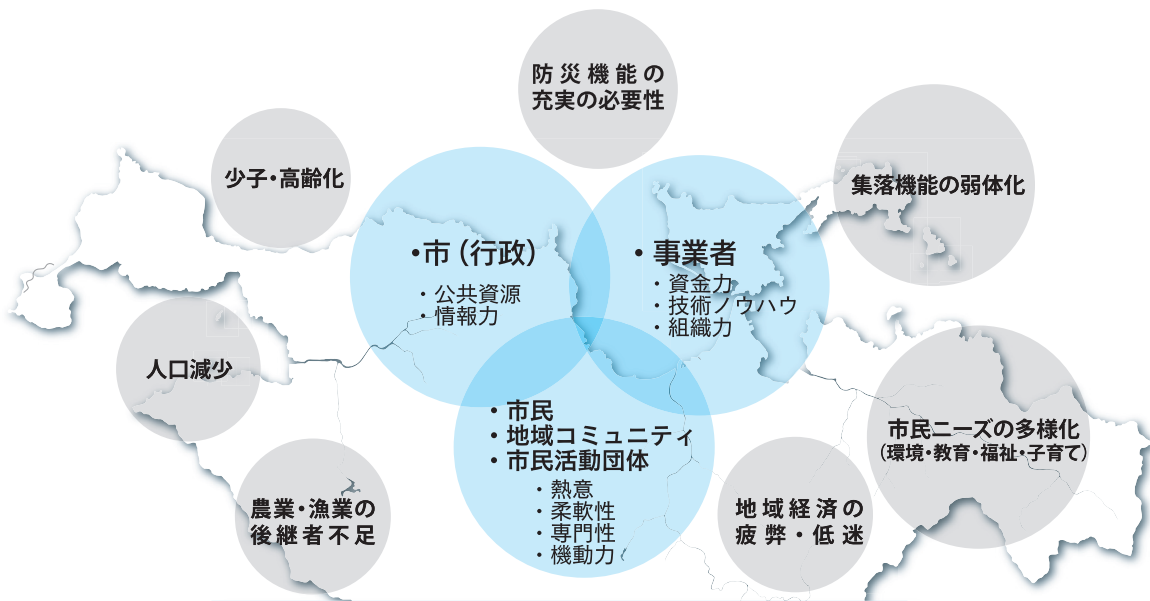 防災機能の
充実の必要性
少子・高齢化
集落機能の弱体化
・市（行政）
・公共資源
・情報力
・事業者
・資金力
・技術ノウハウ
・組織力
人口減少
・市民
・地域コミュニティ
・市民活動団体
・熱意
・柔軟性
・専門性
・機動力
市民ニーズの多様化
（環境・教育・福祉・子育て）
農業・漁業の
後継者不足
地域経済の
疲弊・低迷